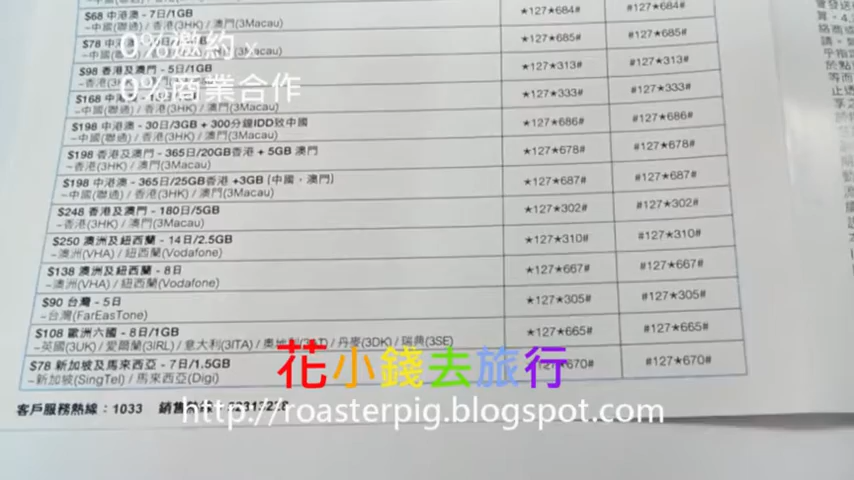 $68 中港澳 - 7日/1GB
–中國(聯通) / 香港(3HK) / 澳門(3Macau)
★127★684#
#127★684#
$78 中
–中國(聯通)
/ 澳門(3Macau)
★127★685#
#127★685#
0%邀約 x
$98 香港及澳門 - 5日/1GB
–香港(3HK)
★127★313#
#127★313#
0%商業合作
$168 中港
–中國(聯通) / 香港(3HK) / 澳門(3Macau)
★127★333#
#127★333#
$198 中港澳 - 30日/3GB + 300分鐘IDD致中國
–中國(聯通) / 香港(3HK) / 澳門(3Macau)
★127★686#
#127★686#
$198 香港及澳門 - 365日/20GB香港 + 5GB 澳門
–香港(3HK) / 澳門(3Macau)
★127★678#
#127★678#
$198 中港澳 - 365日/25GB香港 +3GB (中國，澳門)
–中國(聯通) / 香港(3HK) / 澳門(3Macau)
★127★687#
#127★687#
$248 香港及澳門 - 180日/5GB
–香港(3HK) / 澳門(3Macau)
★127★302#
#127★302#
$250 澳洲及紐西蘭 - 14日/2.5GB
–澳洲(VHA) / 紐西蘭(Vodafone)
★127★310#
#127★310#
$138 澳洲及紐西蘭 - 8日
–澳洲(VHA) / 紐西蘭(Vodafone)
★127★667#
#127★667#
$90 台灣 - 5日
–台灣(FarEasTone)
★127★305#
#127★305#
$108 歐洲六國 - 8日/1GB
–英國(3UK) / 愛爾蘭(3IRL) / 意大利(3ITA) / 奧地利(3AT) / 丹麥(3DK) / 瑞典(3SE)
★127★665#
#127★665#
$78 新加坡及馬來西亞 - 7日/1.5GB
–新加坡(SingTel) / 馬來西亞(Digi)
670#
#127★670#
花小錢去旅行
客戶服務熱線：1033
http://roasterpig.blogspot.com